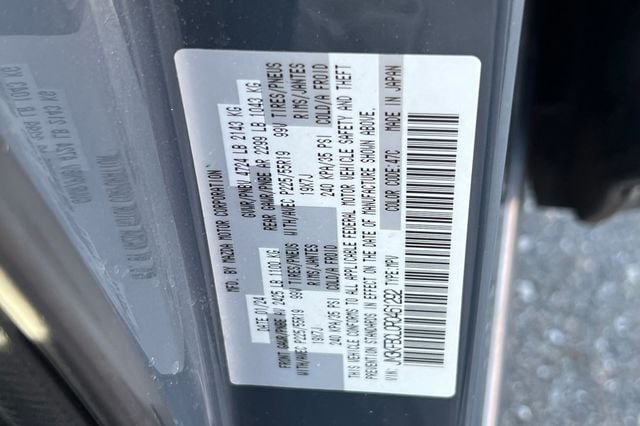 MFD BY MAZDA MOTOR CORPORATION
DATE 01/24 GVWR/PNBV 4724 LB 2143 KG
FRONT GAWR/PNBE AV 2425 LB 1100 KG REAR GAWR/PNBE AR 2299 LB 1043 KG
WITH/AVEC P225/55R19 99V TIRES/PNEUS WITH/AVEC P225/55R19 99V TIRES/PNEUS
19X7J RIMS/JANTES 19X7J RIMS/JANTES
240 KPA/35 PSI COLD/A FROID 240 KPA/35 PSI COLD/A FROID
THIS VEHICLE CONFORMS TO ALL APPLICABLE FEDERAL MOTOR VEHICLE SAFETY AND THEFT
PREVENTION STANDARDS IN EFFECT ON THE DATE OF MANUFACTURE SHOWN ABOVE.
VIN: TYPE:MPV COLOR CODE:47C MADE IN JAPAN